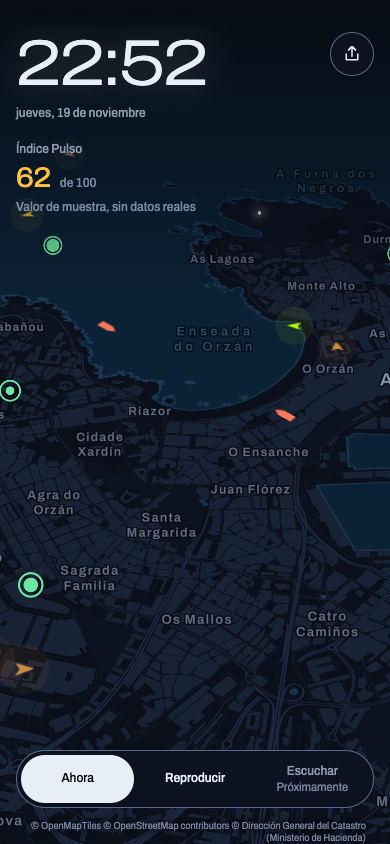 22:52
jueves, 19 de noviembre
Índice Pulso
62 de 100
Valor de muestra, sin datos reales
A Furna dos
Negros
As Lagoas
Monte Alto
Enseada
do Orzán
As
O Orzán
A
Riazor
Cidade
Xardín
O Ensanche
Agra do
Orzán
Juan Flórez
Santa
Margarida
Sagrada
Familia
Os Mallos
Catro
Camiños
Ahora
Reproducir
Escuchar
Próximamente
M
ova
© OpenMapTiles © OpenStreetMap contributors © Dirección General del Catastro
(Ministerio de Hacienda)